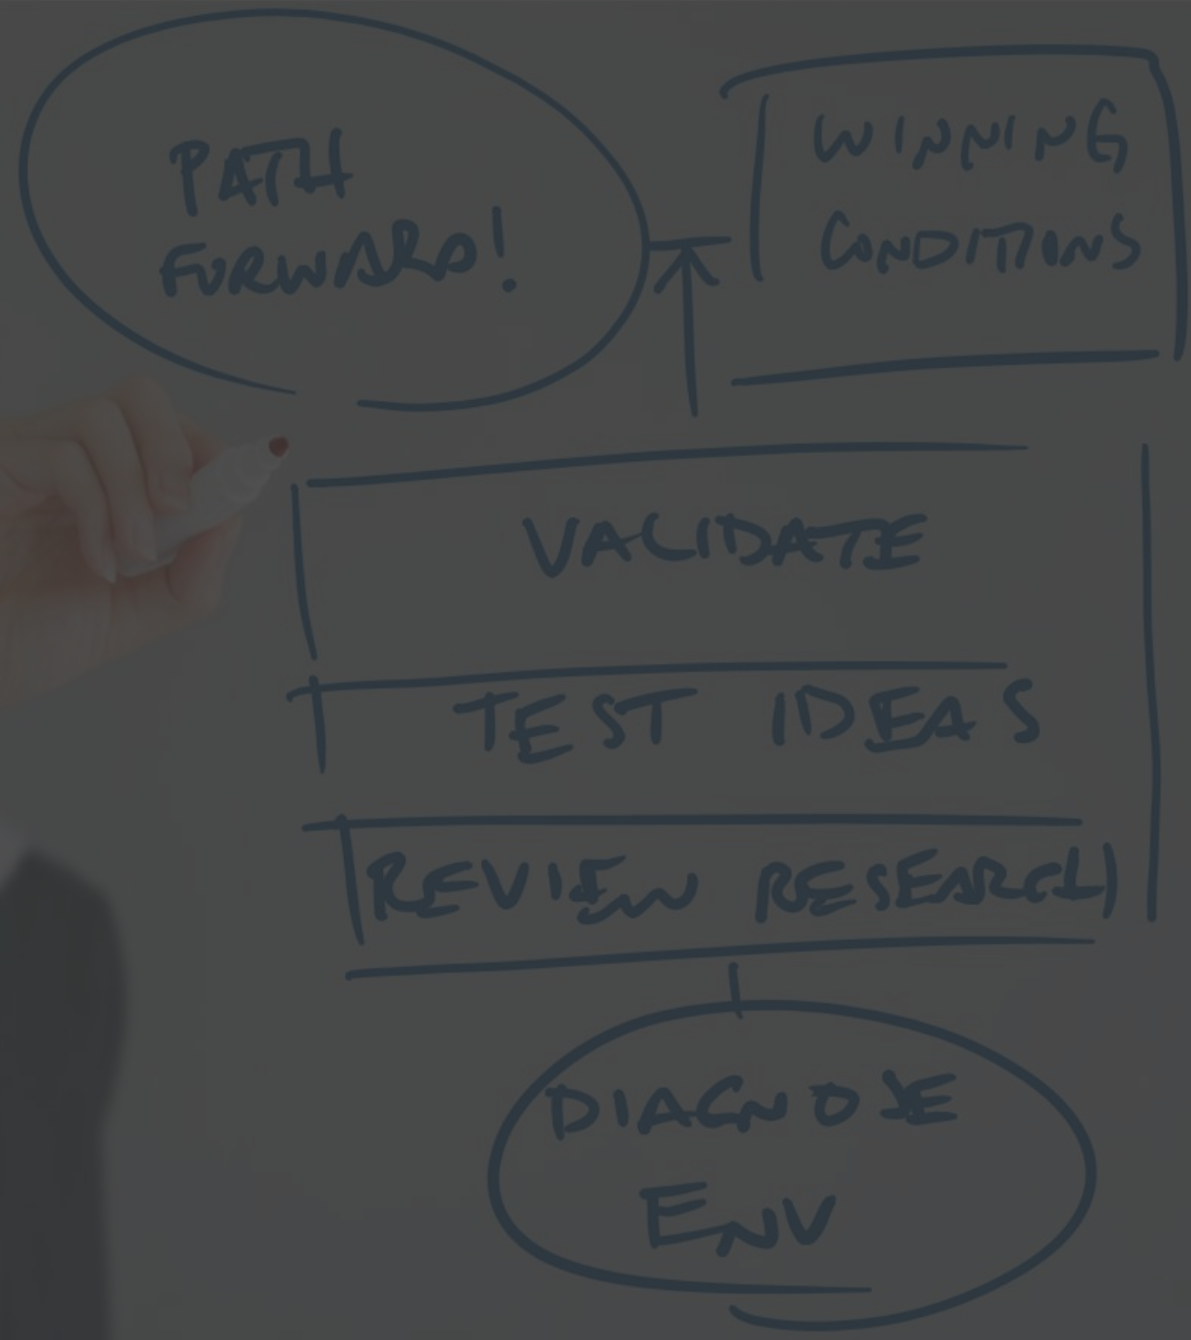 PATH
FORWARD!
WINNING
CONDITIONS
VALIDATE
TEST IDEAS
REVIEW RESEARCH
DIAGNOSE
ENV